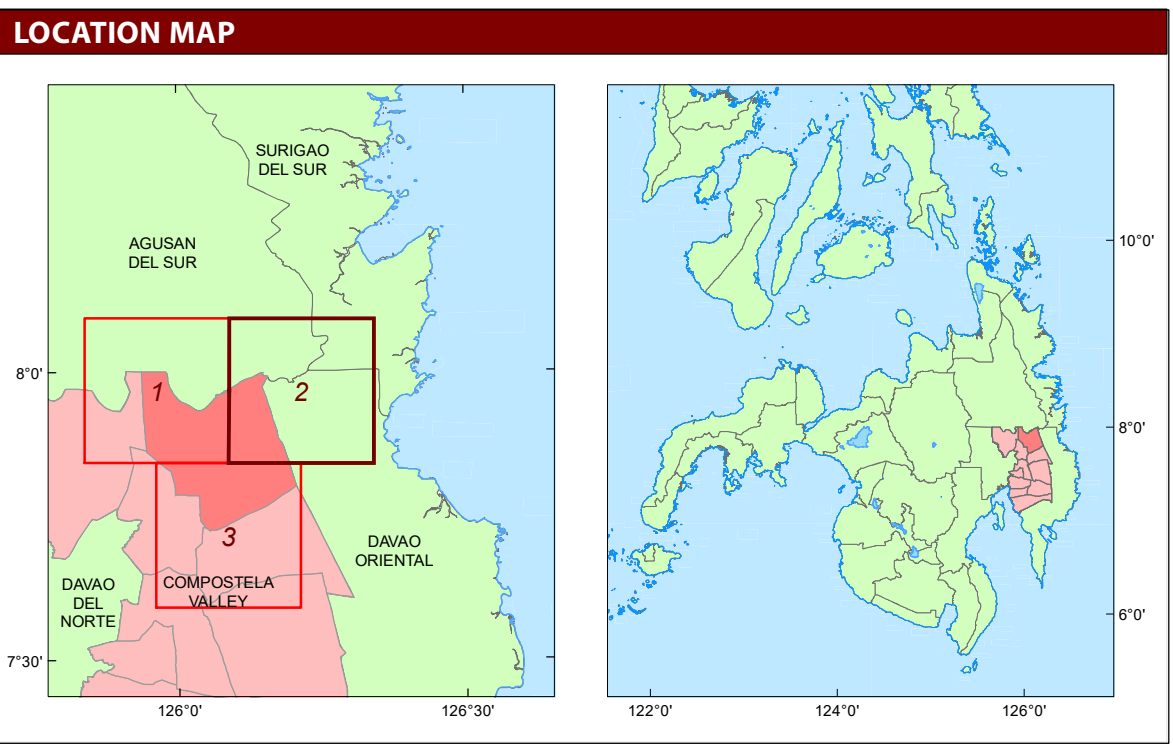 LOCATION MAP
SURIGAO
DEL SUR
AGUSAN
DEL SUR
8°0'
1
2
3
DAVAO
ORIENTAL
DAVAO
DEL
NORTE
COMPOSTELA
VALLEY
7°30'
126°0'
126°30'
10°0'
8°0'
6°0'
122°0'
124°0'
126°0'